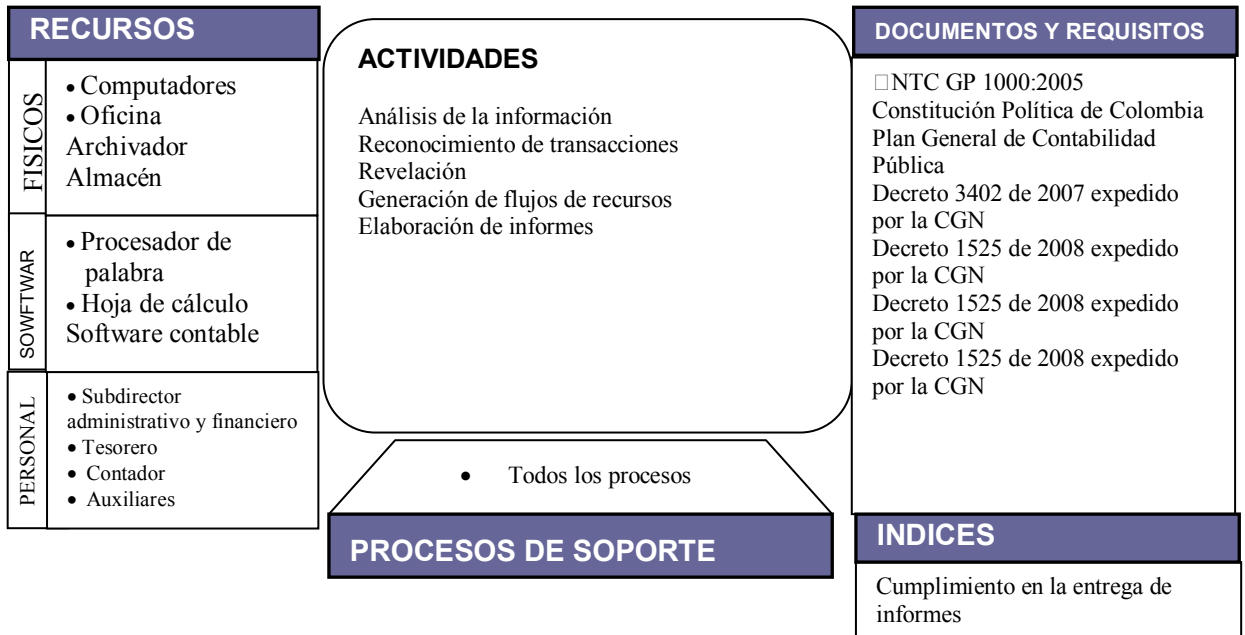 RECURSOS
FISICOS
• Computadores
• Oficina
Archivador
Almacén
SOWFTWAR
• Procesador de
palabra
• Hoja de cálculo
Software contable
PERSONAL
• Subdirector
administrativo y financiero
• Tesorero
• Contador
• Auxiliares
ACTIVIDADES
Análisis de la información
Reconocimiento de transacciones
Revelación
Generación de flujos de recursos
Elaboración de informes
• Todos los procesos
PROCESOS DE SOPORTE
DOCUMENTOS Y REQUISITOS
□NTC GP 1000:2005
Constitución Política de Colombia
Plan General de Contabilidad
Pública
Decreto 3402 de 2007 expedido
por la CGN
Decreto 1525 de 2008 expedido
por la CGN
Decreto 1525 de 2008 expedido
por la CGN
Decreto 1525 de 2008 expedido
por la CGN
INDICES
Cumplimiento en la entrega de
informes